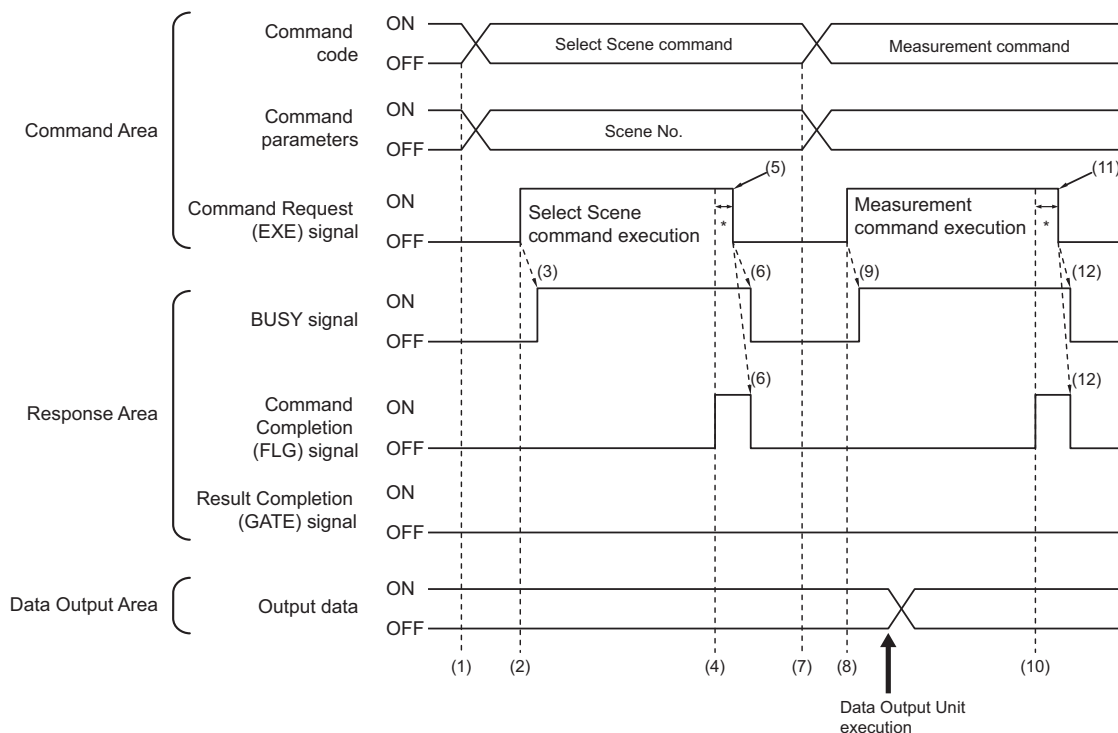 Command Area
Command
code
ON
OFF
Select Scene command
Measurement command
Command
parameters
ON
OFF
Scene No.
Command Request
(EXE) signal
ON
OFF
Select Scene
command execution
*
(5)
Measurement
command execution
*
(11)
Response Area
BUSY signal
ON
OFF
(3)
(6)
(9)
(12)
Command
Completion
(FLG) signal
ON
OFF
(6)
(12)
Result Completion
(GATE) signal
ON
OFF
Data Output Area
Output data
ON
OFF
(1)
(2)
(4)
(7)
(8)
(10)
Data Output Unit
execution